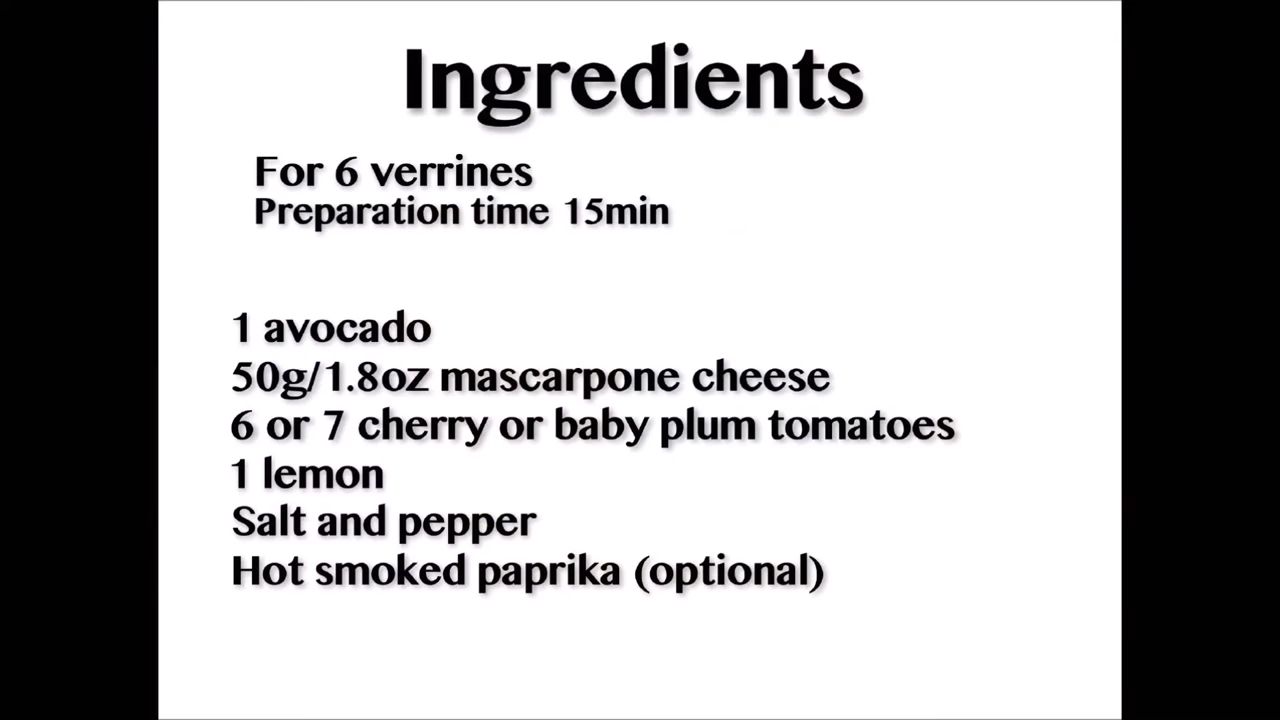 Ingredients
For 6 verrines
Preparation time 15min
1 avocado
50g/1.8oz mascarpone cheese
6 or 7 cherry or baby plum tomatoes
1 lemon
Salt and pepper
Hot smoked paprika (optional)